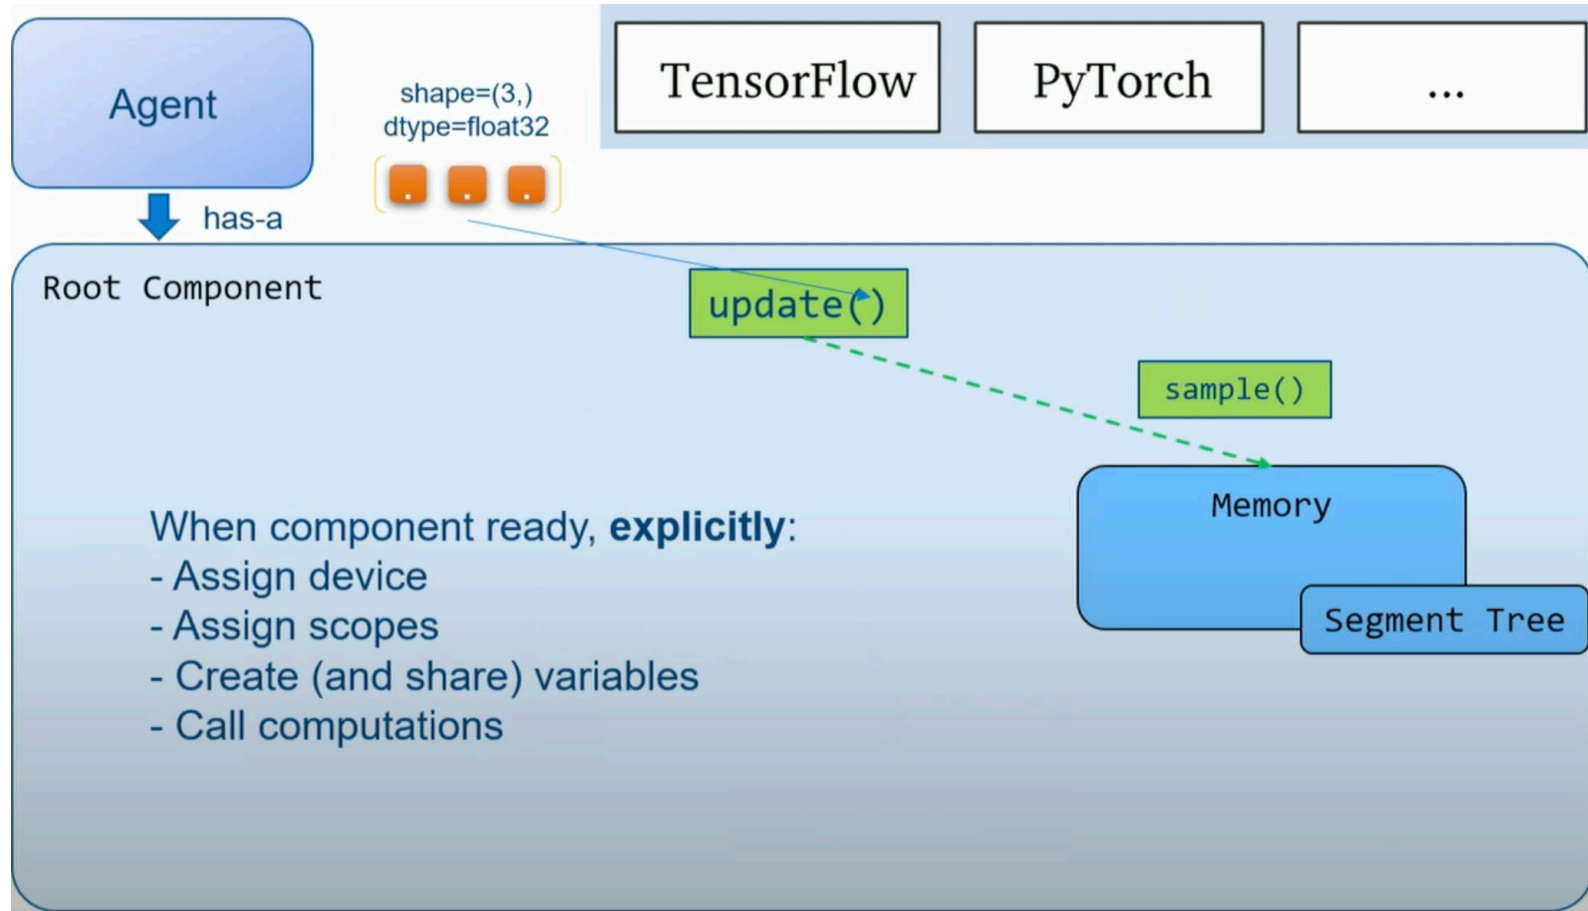 Agent
shape=(3,)
dtype=float32
TensorFlow
PyTorch
...
has-a
Root Component
update()
sample()
Memory
Segment Tree
When component ready, explicitly:
- Assign device
- Assign scopes
- Create (and share) variables
- Call computations